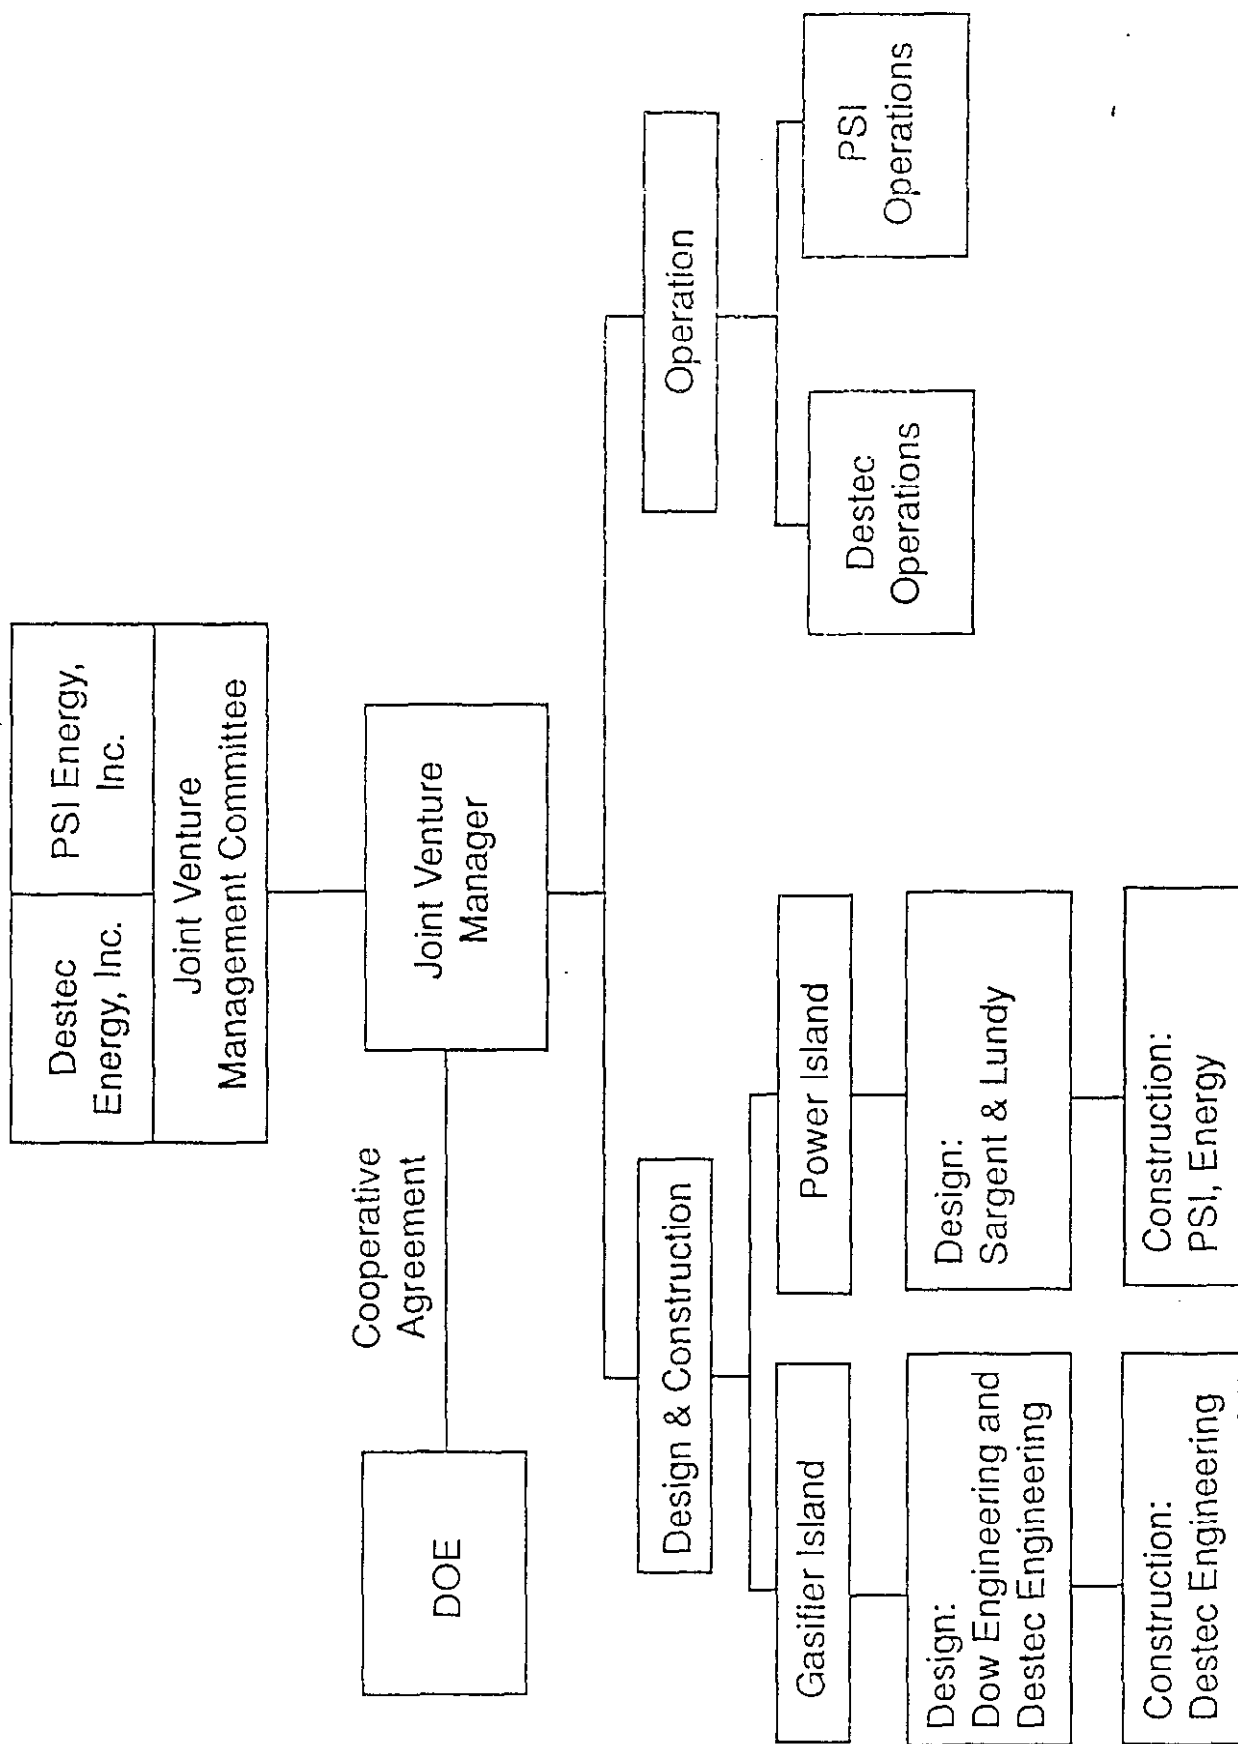 Destec
Energy, Inc.
PSI Energy,
Inc.
Joint Venture
Management Committee
DOE
Cooperative
Agreement
Joint Venture
Manager
Design & Construction
Operation
Gasifier Island
Power Island
Destec
Operations
PSI
Operations
Design:
Dow Engineering and
Destec Engineering
Design:
Sargent & Lundy
Construction:
Destec Engineering
Construction:
PSI, Energy